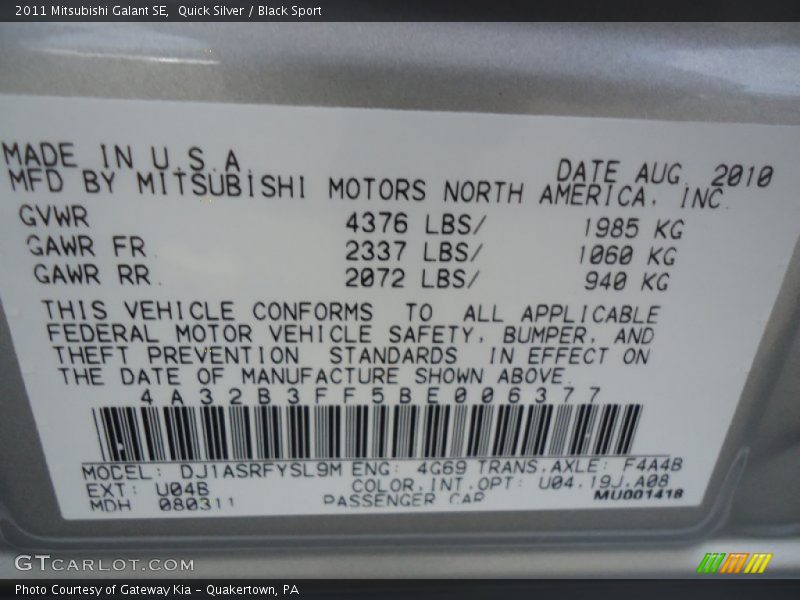 2011 Mitsubishi Galant SE,  Quick Silver / Black Sport
MADE IN U.S.A. DATE AUG. 2010
MFD BY MITSUBISHI MOTORS NORTH AMERICA, INC.
GVWR 4376 LBS/ 1985 KG
GAWR FR 2337 LBS/ 1060 KG
GAWR RR. 2072 LBS/ 940 KG
THIS VEHICLE CONFORMS TO ALL APPLICABLE
FEDERAL MOTOR VEHICLE SAFETY, BUMPER, AND
THEFT PREVENTION STANDARDS IN EFFECT ON
THE DATE OF MANUFACTURE SHOWN ABOVE.
4A32B3FF5BE006377
MODEL: DJ1ASRFYSL9M ENG: 4G69 TRANS.AXLE: F4A4B
EXT: U04B COLOR.INT.OPT: U04.19J.A08
MDH 080311 PASSENGER CAR MU001418
GTCARLOT.COM
Photo Courtesy of Gateway Kia - Quakertown, PA